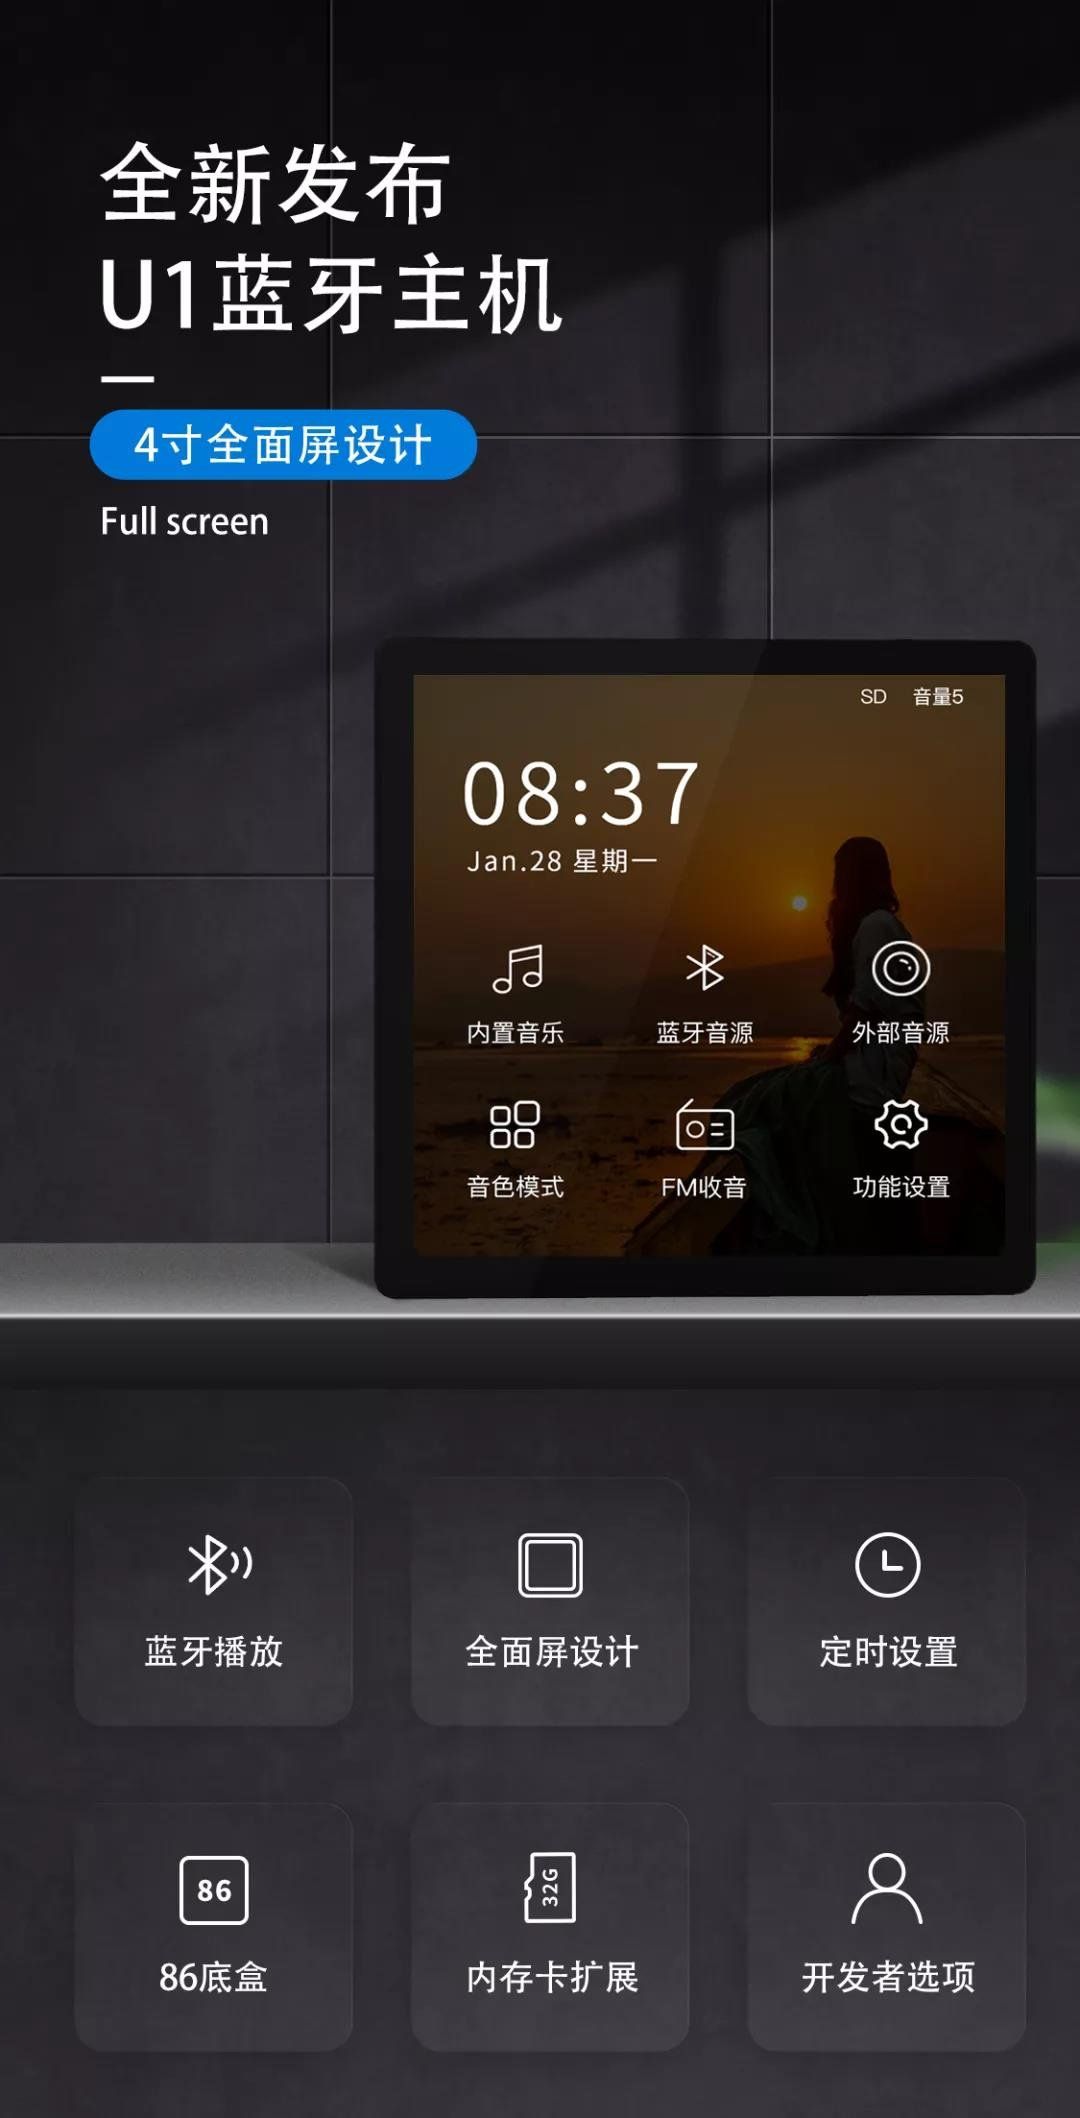 全新发布
U1蓝牙主机
4寸全面屏设计
Full screen
SD 音量5
08:37
Jan.28 星期一
内置音乐 蓝牙音源 外部音源
音色模式 FM收音 功能设置
蓝牙播放 全面屏设计 定时设置
86 32G
86底盒 内存卡扩展 开发者选项